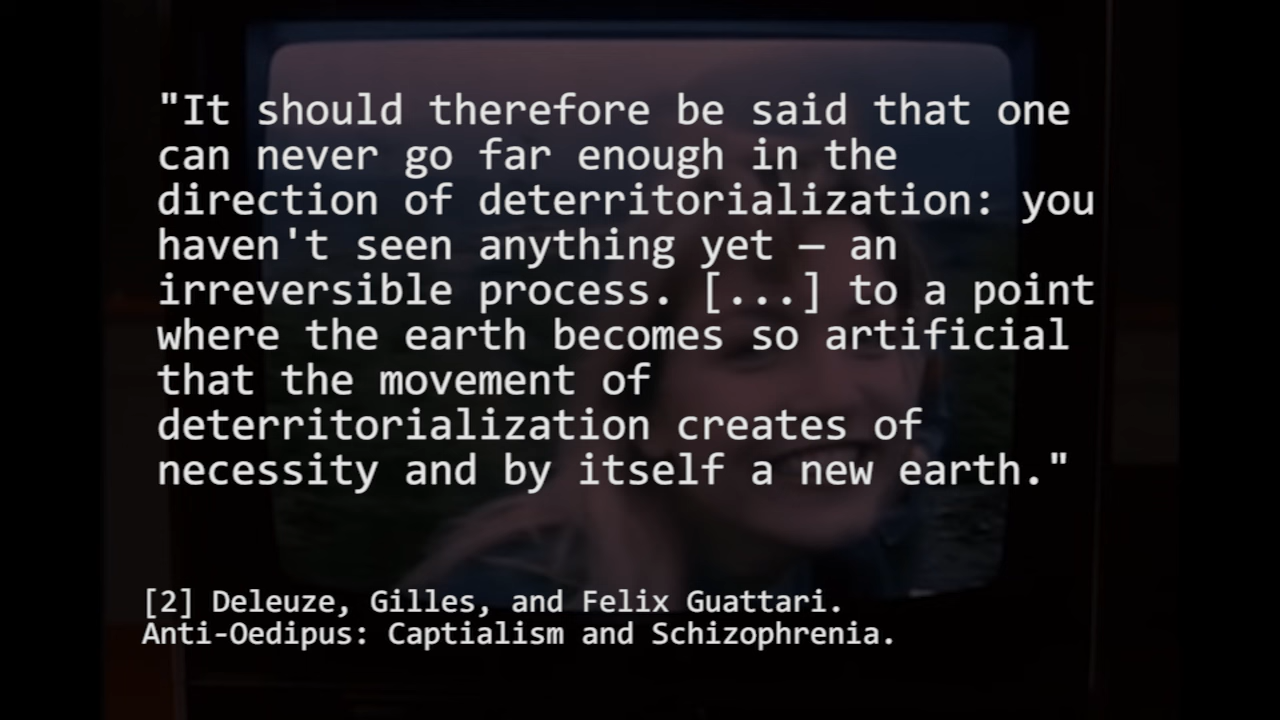 "It should therefore be said that one
can never go far enough in the
direction of deterritorialization: you
haven't seen anything yet — an
irreversible process. [...] to a point
where the earth becomes so artificial
that the movement of
deterritorialization creates of
necessity and by itself a new earth."
[2] Deleuze, Gilles, and Felix Guattari.
Anti-Oedipus: Captialism and Schizophrenia.